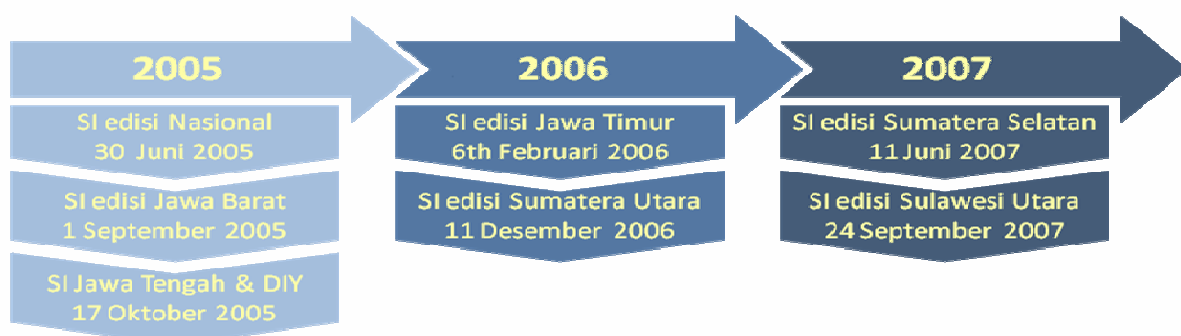 2005
SI edisi Nasional
30 Juni 2005
SI edisi Jawa Barat
1 September 2005
SI Jawa Tengah & DIY
17 Oktober 2005
2006
SI edisi Jawa Timur
6th Februari 2006
SI edisi Sumatera Utara
11 Desember 2006
2007
SI edisi Sumatera Selatan
11 Juni 2007
SI edisi Sulawesi Utara
24 September 2007